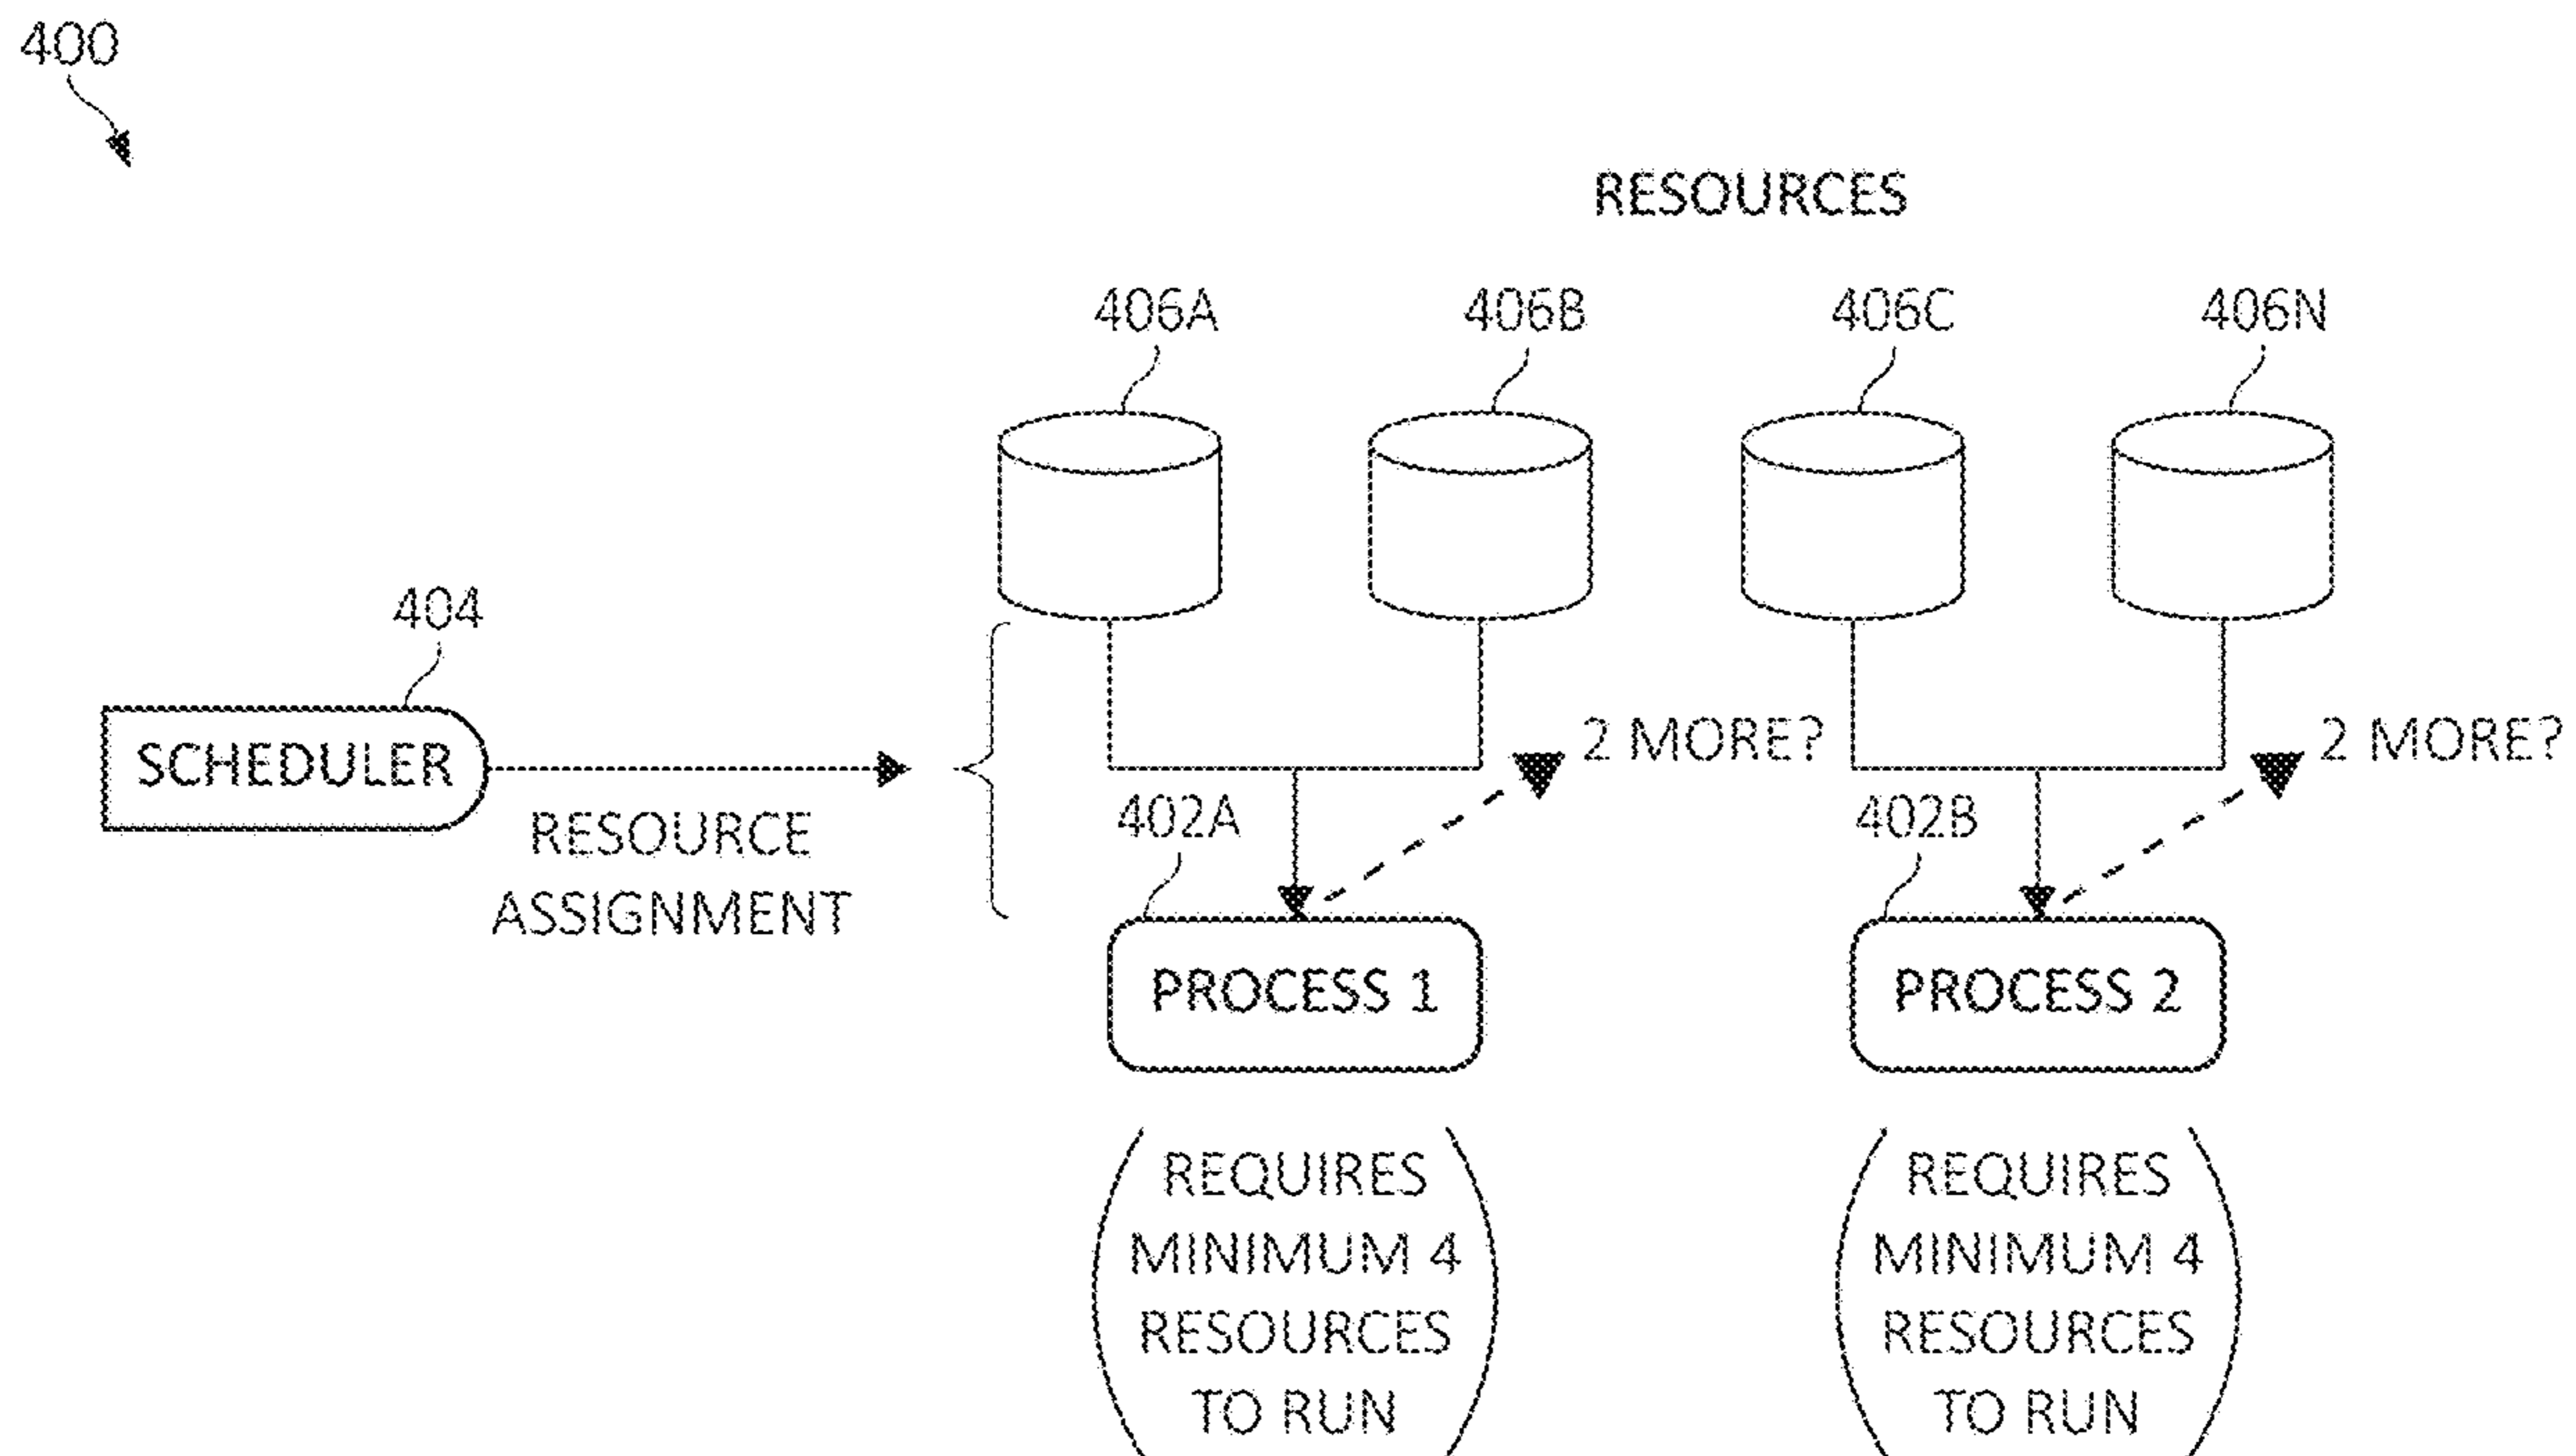 400
RESOURCES
406A 406B 406C 406N
404
SCHEDULER
RESOURCE
ASSIGNMENT
2 MORE? 2 MORE?
402A 402B
PROCESS 1 PROCESS 2
REQUIRES
MINIMUM 4
RESOURCES
TO RUN
REQUIRES
MINIMUM 4
RESOURCES
TO RUN